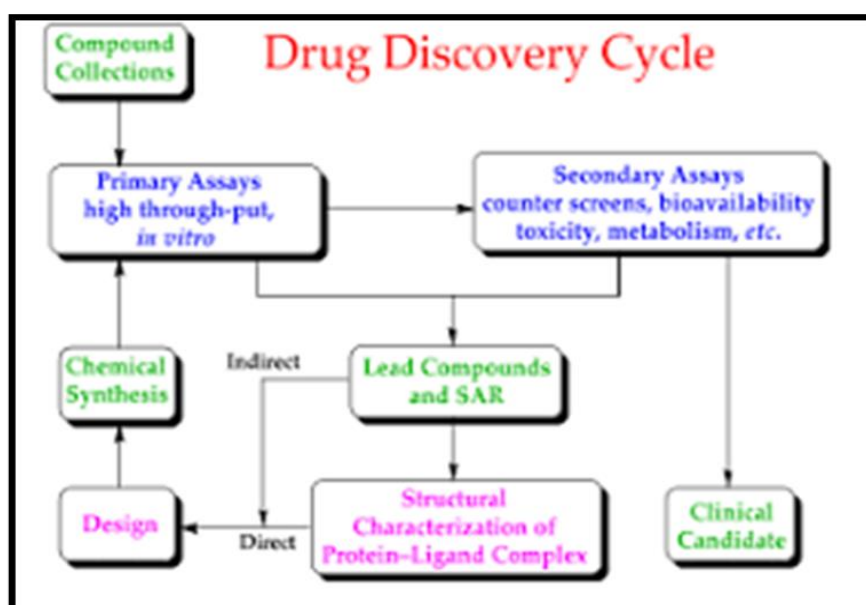 Compound
Collections
Drug Discovery Cycle
Primary Assays
high through-put,
in vitro
Secondary Assays
counter screens, bioavailability
toxicity, metabolism, etc.
Chemical
Synthesis
Indirect
Lead Compounds
and SAR
Design
Direct
Structural
Characterization of
Protein–Ligand Complex
Clinical
Candidate